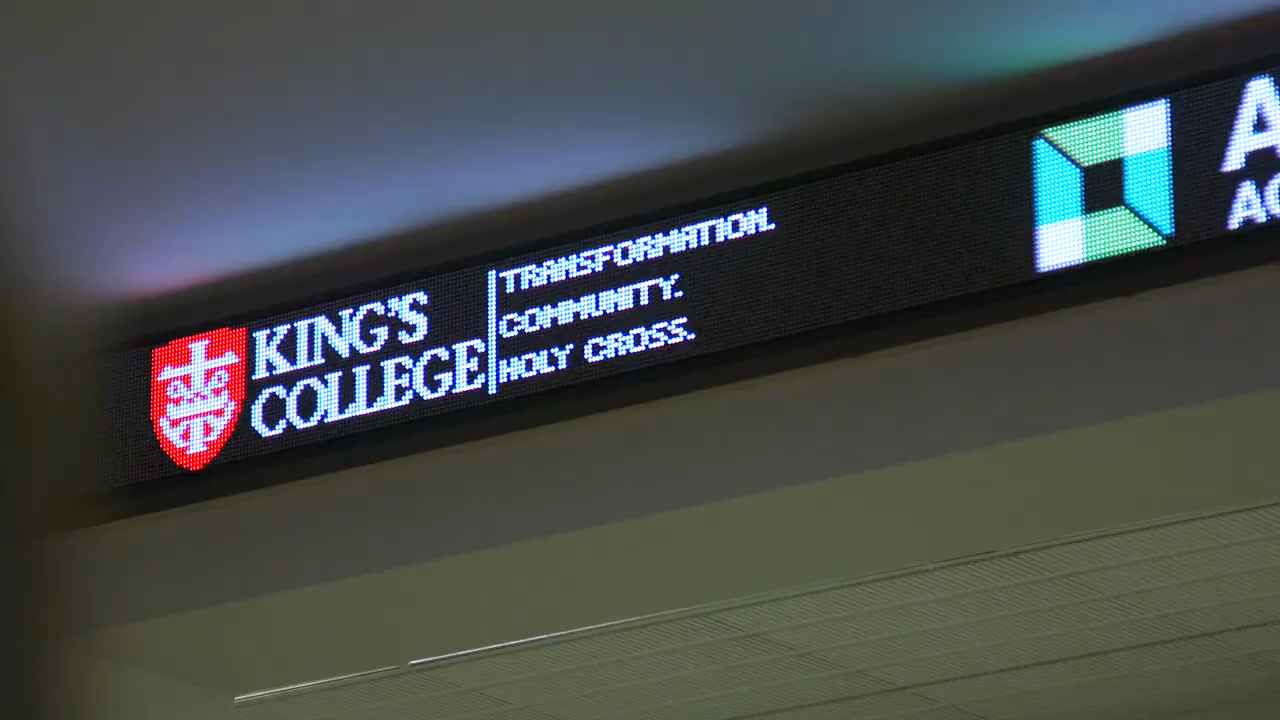 KING'S
COLLEGE
TRANSFORMATION.
COMMUNITY.
HOLY CROSS.